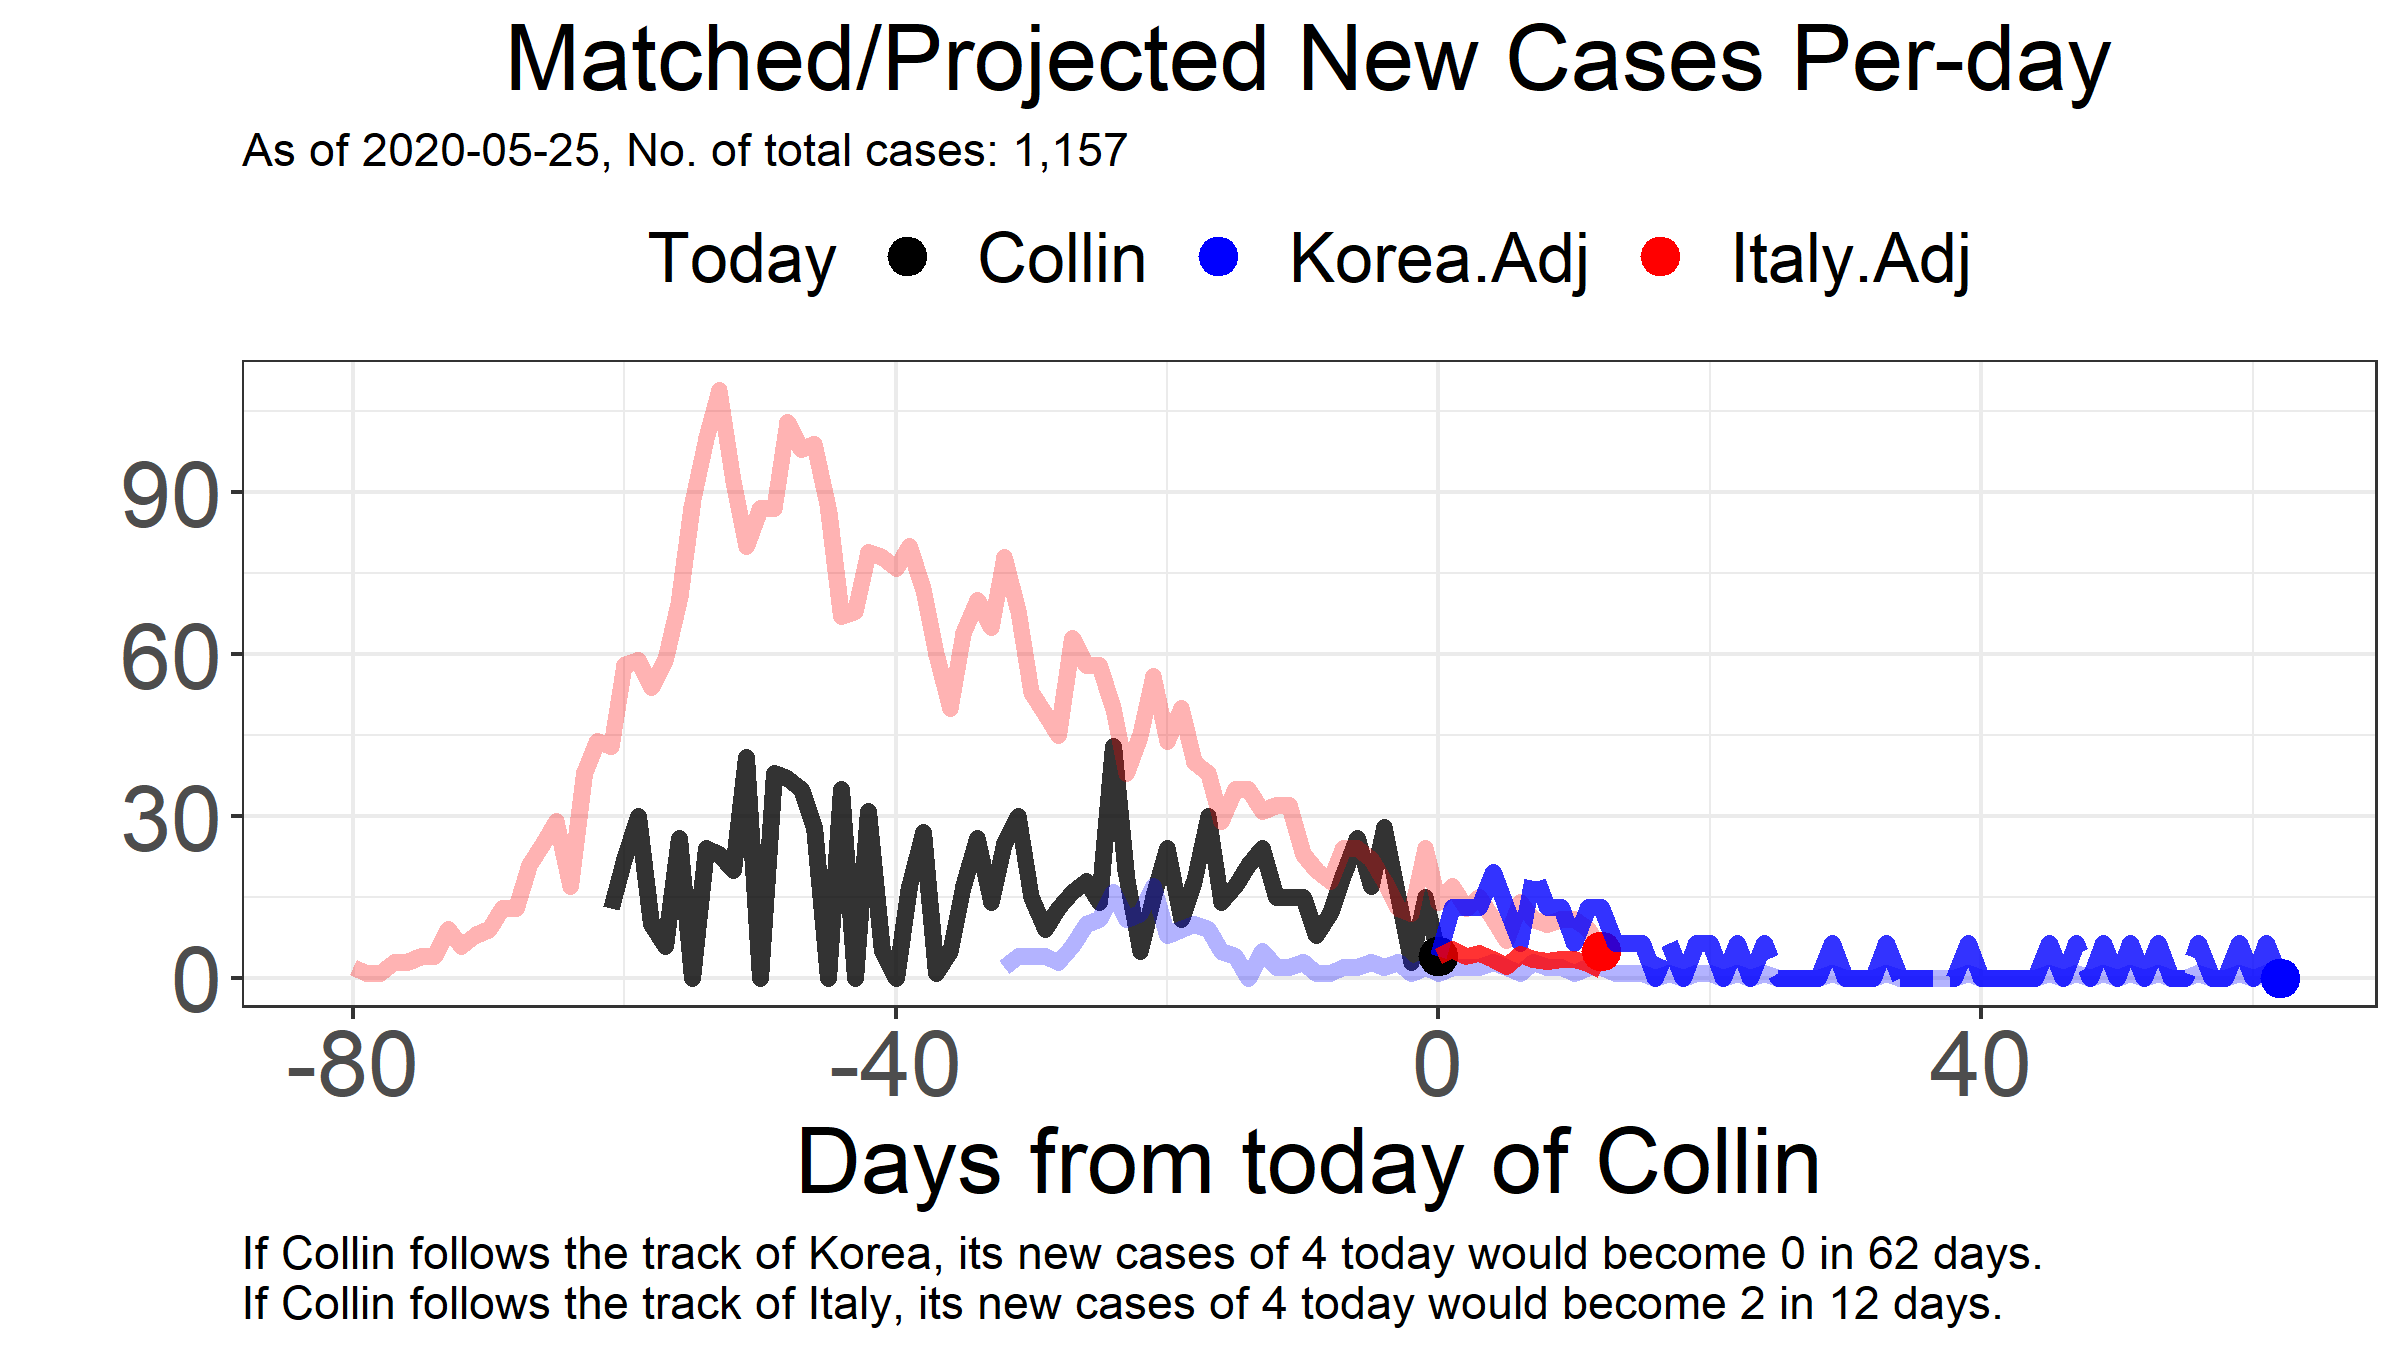 Matched/Projected New Cases Per-day
As of 2020-05-25, No. of total cases: 1,157
Today Collin Korea.Adj Italy.Adj
90
60
30
0
-80 -40 0 40
Days from today of Collin
If Collin follows the track of Korea, its new cases of 4 today would become 0 in 62 days.
If Collin follows the track of Italy, its new cases of 4 today would become 2 in 12 days.